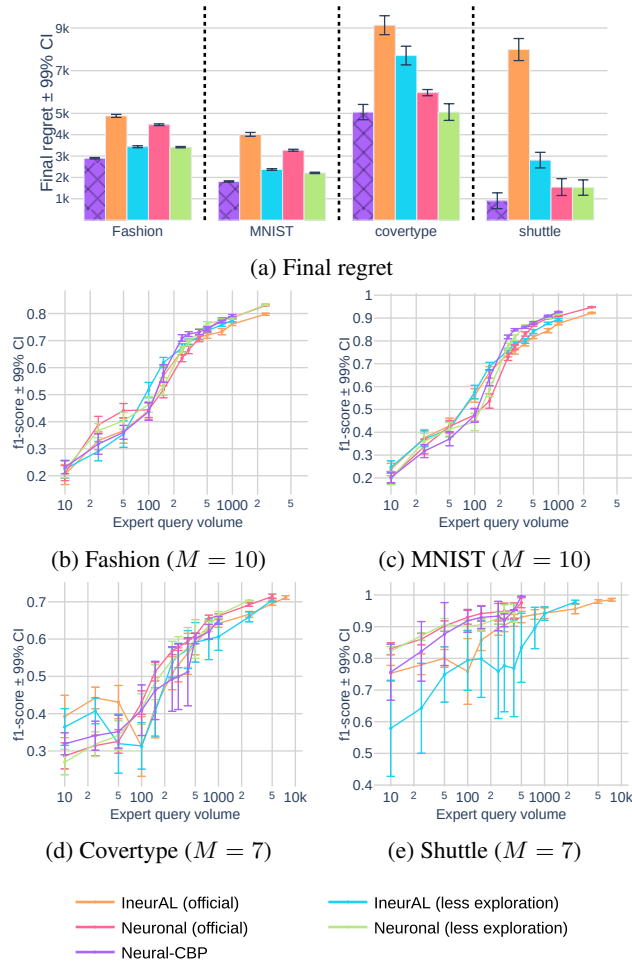 Final regret ± 99% CI
9k
7k
5k
4k
3k
2k
1k
Fashion
MNIST
covertype
shuttle
(a) Final regret
f1-score ± 99% CI
0.8
0.7
0.6
0.5
0.4
0.3
0.2
10 2 5 100 2 5 1000 2 5
Expert query volume
(b) Fashion (M = 10)
f1-score ± 99% CI
1
0.9
0.8
0.7
0.6
0.5
0.4
0.3
0.2
10 2 5 100 2 5 1000 2 5
Expert query volume
(c) MNIST (M = 10)
f1-score ± 99% CI
0.7
0.6
0.5
0.4
0.3
10 2 5 100 2 5 1000 2 5 10k
Expert query volume
(d) Covertype (M = 7)
f1-score ± 99% CI
1
0.9
0.8
0.7
0.6
0.5
0.4
10 2 5 100 2 5 1000 2 5
Expert query volume
(e) Shuttle (M = 7)
IneurAL (official)
IneurAL (less exploration)
Neuronal (official)
Neuronal (less exploration)
Neural-CBP